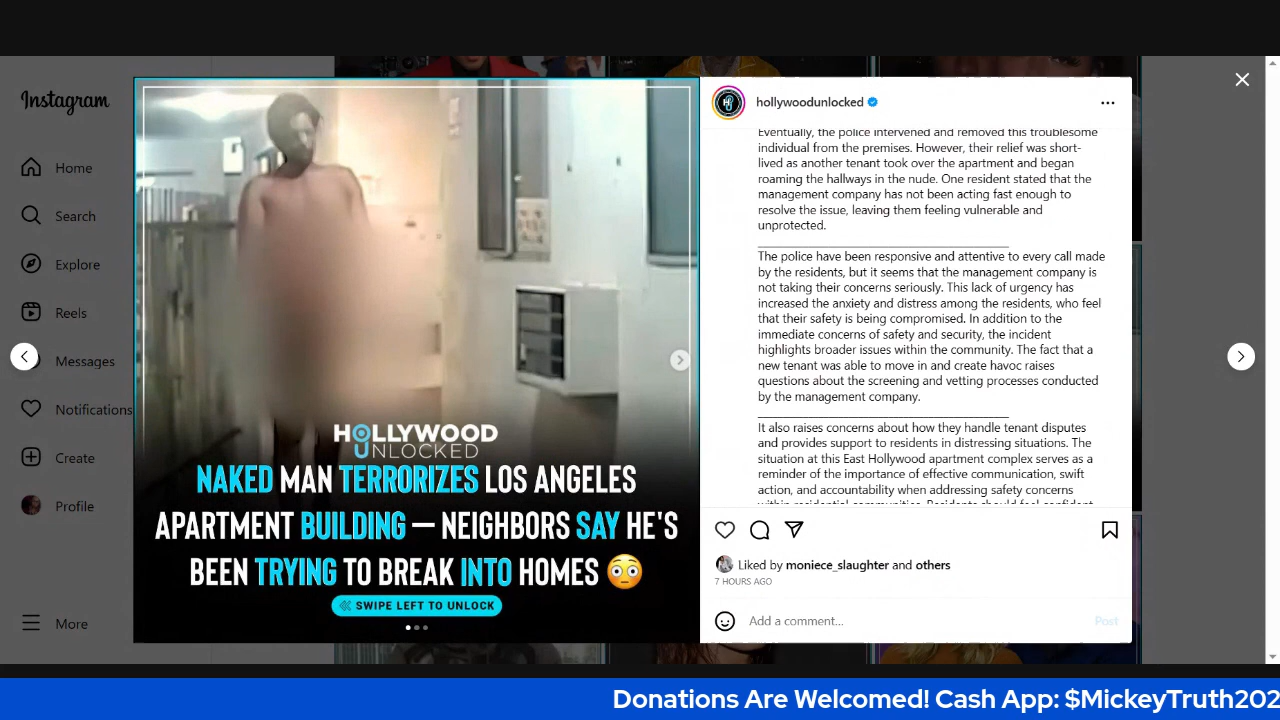 Instagram
Home
Search
Explore
Reels
Messages
Notifications
Create
Profile
More
HOLLYWOOD
UNLOCKED
NAKED MAN TERRORIZES LOS ANGELES
APARTMENT BUILDING — NEIGHBORS SAY HE'S
BEEN TRYING TO BREAK INTO HOMES 😳
SWIPE LEFT TO UNLOCK
hollywoodunlocked
Eventually, the police intervened and removed this troublesome
individual from the premises. However, their relief was short-
lived as another tenant took over the apartment and began
roaming the hallways in the nude. One resident stated that the
management company has not been acting fast enough to
resolve the issue, leaving them feeling vulnerable and
unprotected.
The police have been responsive and attentive to every call made
by the residents, but it seems that the management company is
not taking their concerns seriously. This lack of urgency has
increased the anxiety and distress among the residents, who feel
that their safety is being compromised. In addition to the
immediate concerns of safety and security, the incident
highlights broader issues within the community. The fact that a
new tenant was able to move in and create havoc raises
questions about the screening and vetting processes conducted
by the management company.
It also raises concerns about how they handle tenant disputes
and provides support to residents in distressing situations. The
situation at this East Hollywood apartment complex serves as a
reminder of the importance of effective communication, swift
action, and accountability when addressing safety concerns
within residential communities. Residents should feel confident
Liked by moniece_slaughter and others
7 HOURS AGO
Add a comment...
Post
Donations Are Welcomed! Cash App: $MickeyTruth202